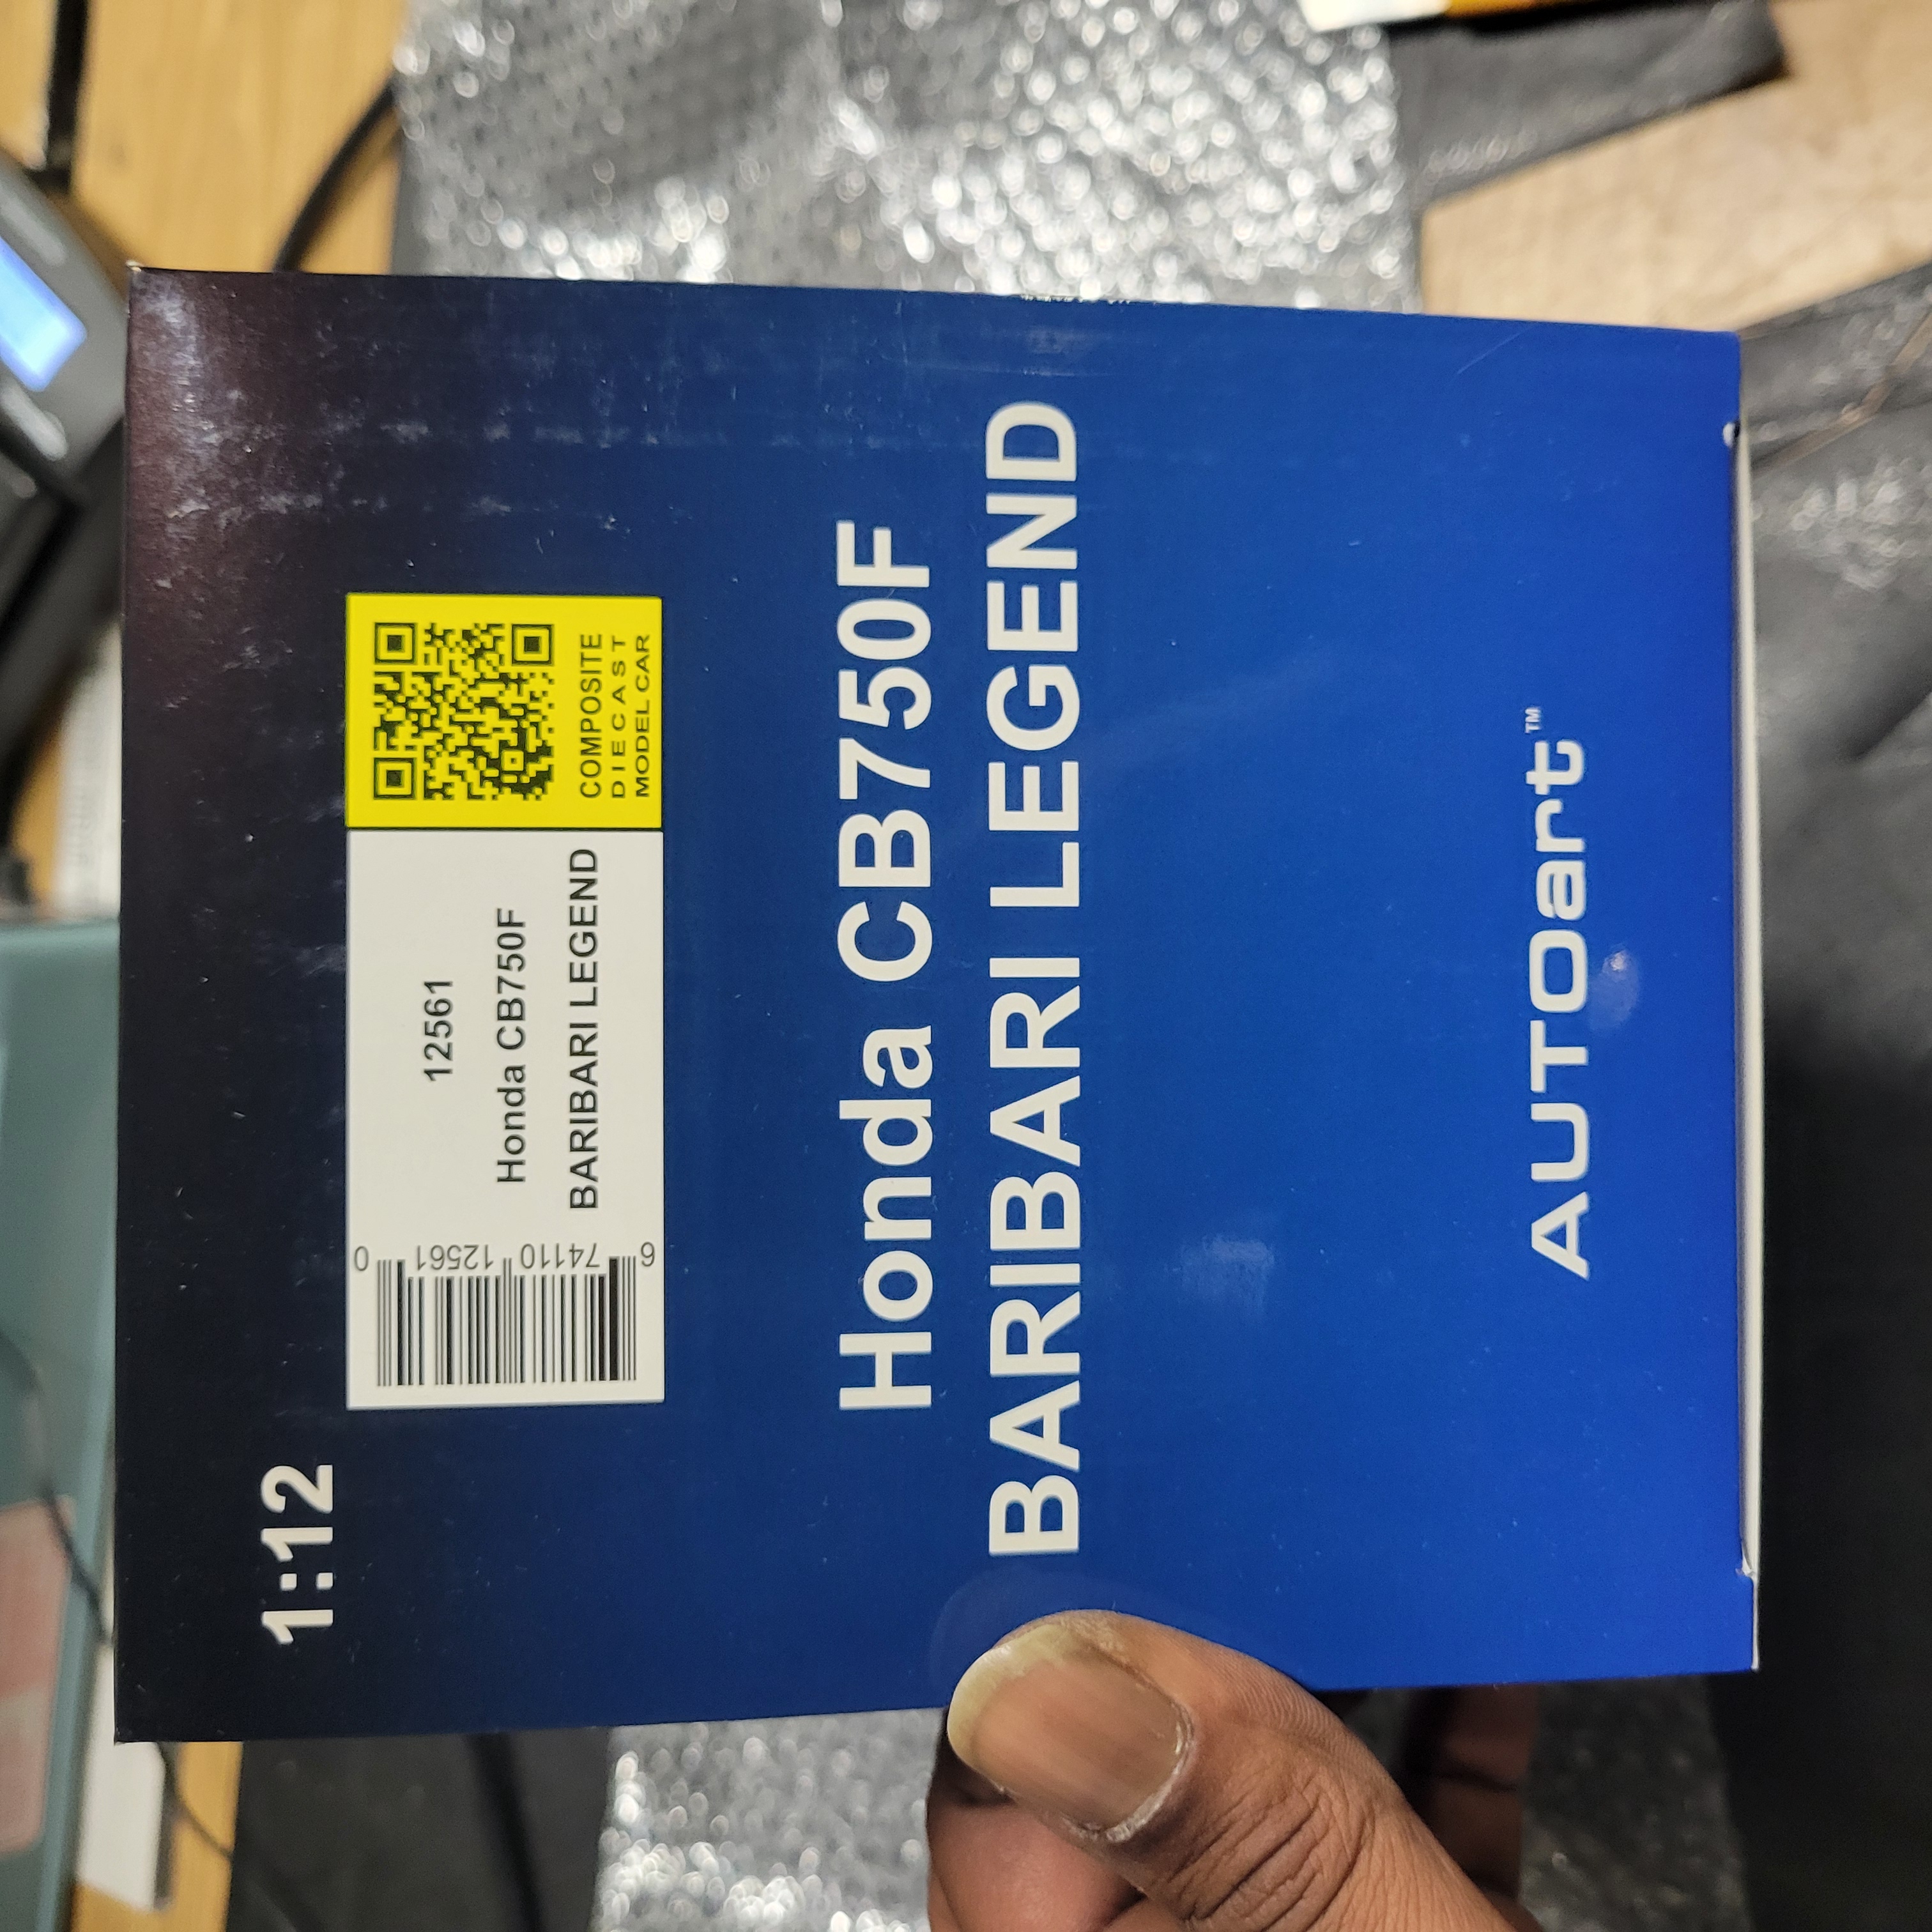 1:12
6 74110 12561 0
12561
Honda CB750F
BARIBARI LEGEND
COMPOSITE
DIECAST
MODEL CAR
Honda CB750F
BARIBARI LEGEND
AUTOart™